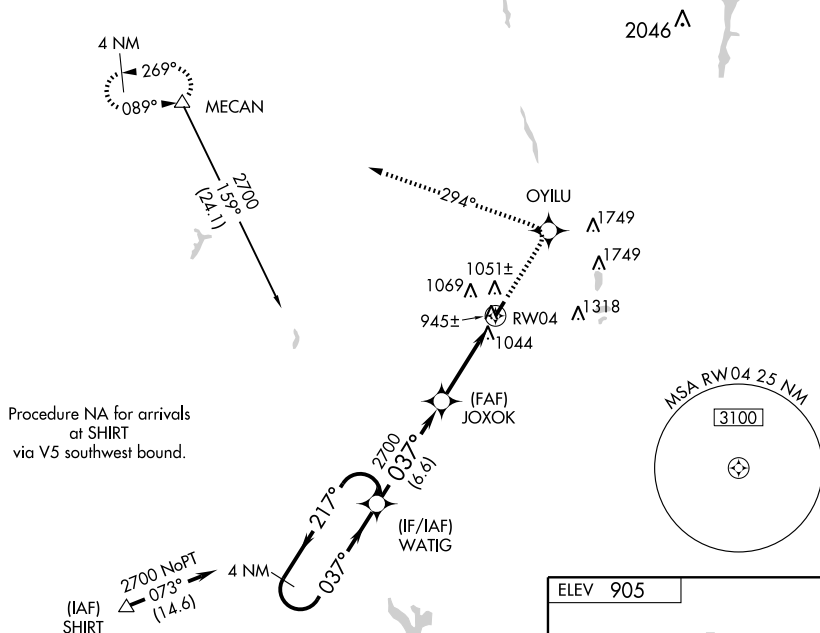 2046
4 NM
269°
089°
MECAN
2700
159°
(24.1)
OYILU
294°
1749
1749
1051±
1069
945±
RW04
1318
1044
MSA RW04 25 NM
3100
Procedure NA for arrivals
at SHIRT
via V5 southwest bound.
(FAF)
JOXOK
2700
037°
(6.6)
217°
037°
(IF/IAF)
WATIG
4 NM
2700 NoPT
073°
(14.6)
(IAF)
SHIRT
ELEV 905